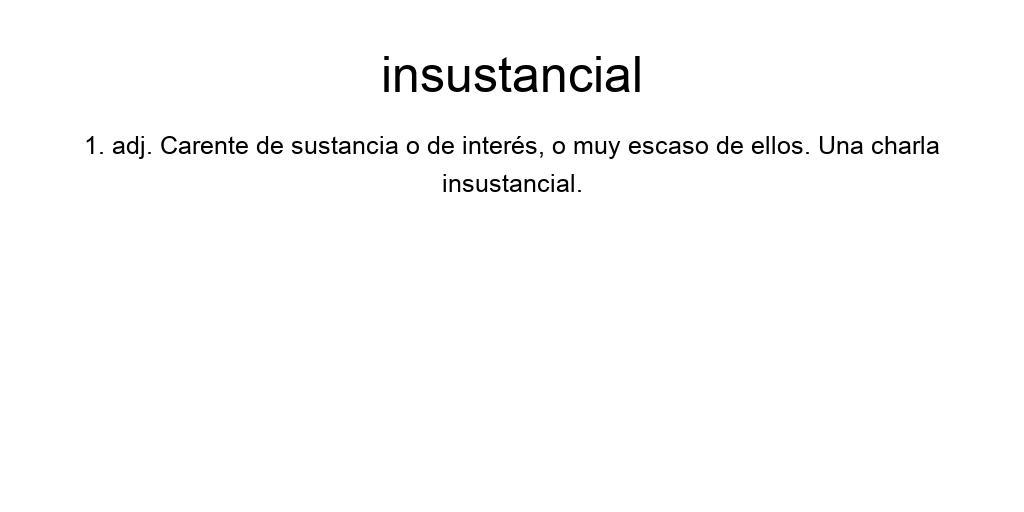 insustancial
1. adj. Carente de sustancia o de interés, o muy escaso de ellos. Una charla
insustancial.